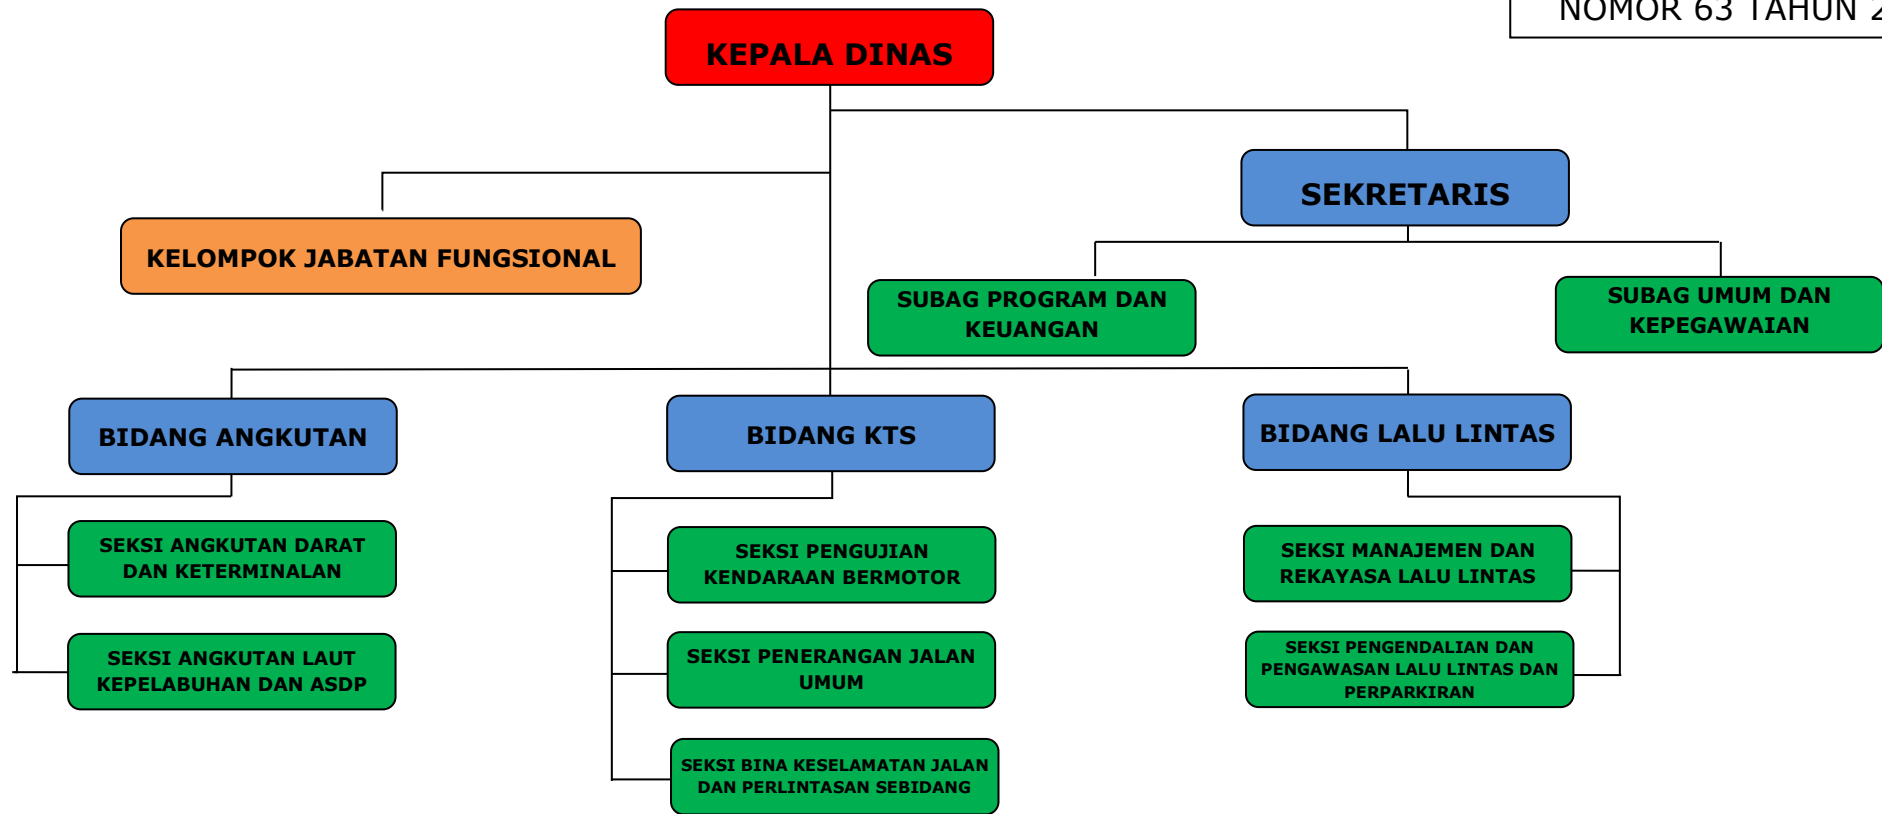 NOMOR 63 TAHUN 2
KEPALA DINAS
SEKRETARIS
KELOMPOK JABATAN FUNGSIONAL
SUBAG PROGRAM DAN
KEUANGAN
SUBAG UMUM DAN
KEPEGAWAIAN
BIDANG ANGKUTAN
BIDANG KTS
BIDANG LALU LINTAS
SEKSI ANGKUTAN DARAT
DAN KETERMINALAN
SEKSI PENGUJIAN
KENDARAAN BERMOTOR
SEKSI MANAJEMEN DAN
REKAYASA LALU LINTAS
SEKSI ANGKUTAN LAUT
KEPELABUHAN DAN ASDP
SEKSI PENERANGAN JALAN
UMUM
SEKSI PENGENDALIAN DAN
PENGAWASAN LALU LINTAS DAN
PERPARKIRAN
SEKSI BINA KESELAMATAN JALAN
DAN PERLINTASAN SEBIDANG